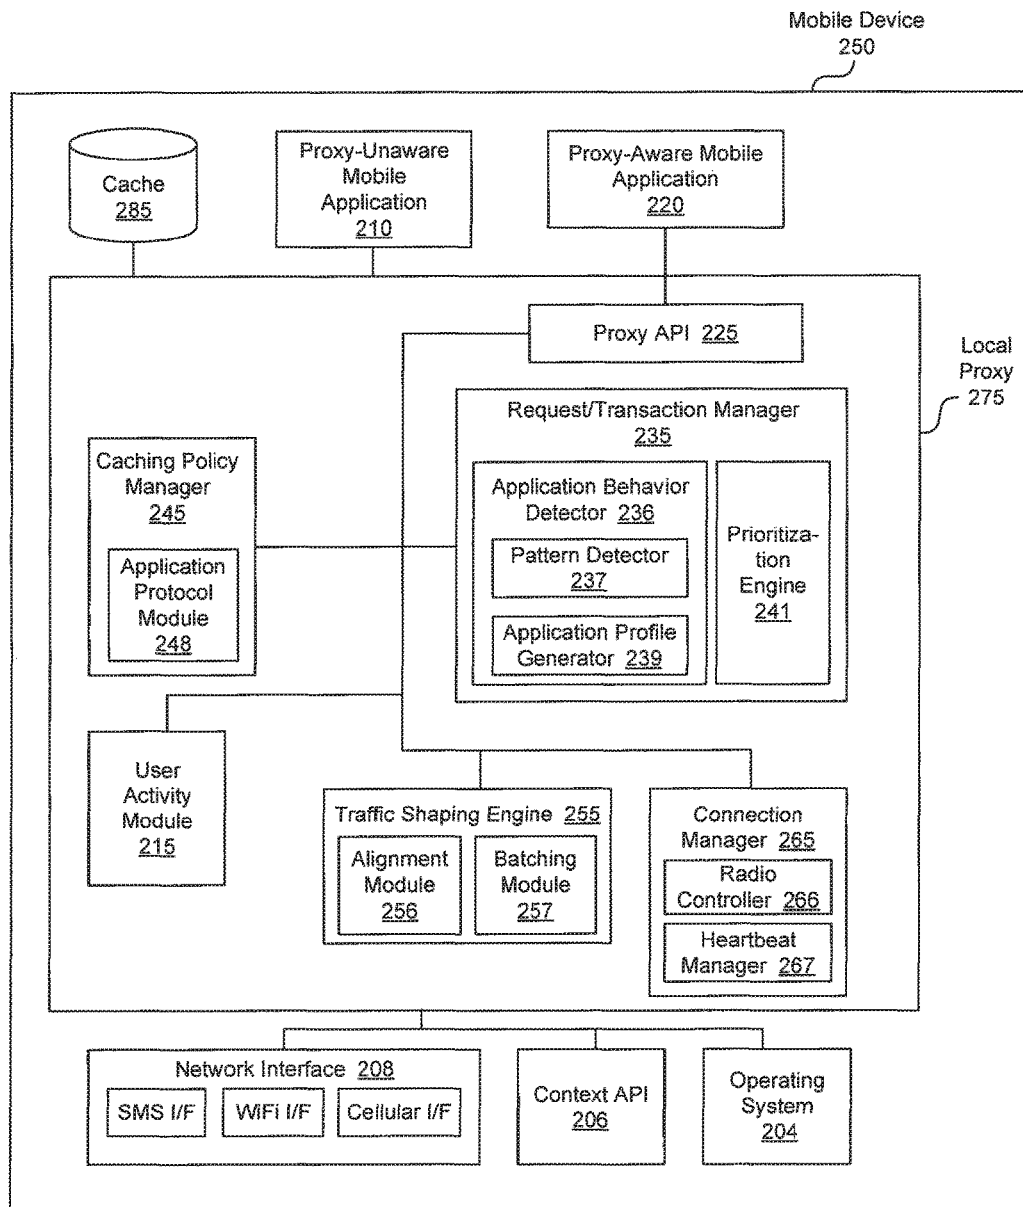 Mobile Device
250
Cache
285
Proxy-Unaware
Mobile
Application
210
Proxy-Aware Mobile
Application
220
Proxy API 225
Local
Proxy
275
Request/Transaction Manager
235
Caching Policy
Manager
245
Application
Protocol
Module
248
Application Behavior
Detector 236
Pattern Detector
237
Application Profile
Generator 239
Prioritiza-
tion
Engine
241
User
Activity
Module
215
Traffic Shaping Engine 255
Alignment
Module
256
Batching
Module
257
Connection
Manager 265
Radio
Controller 266
Heartbeat
Manager 267
Network Interface 208
SMS I/F
WiFi I/F
Cellular I/F
Context API
206
Operating
System
204